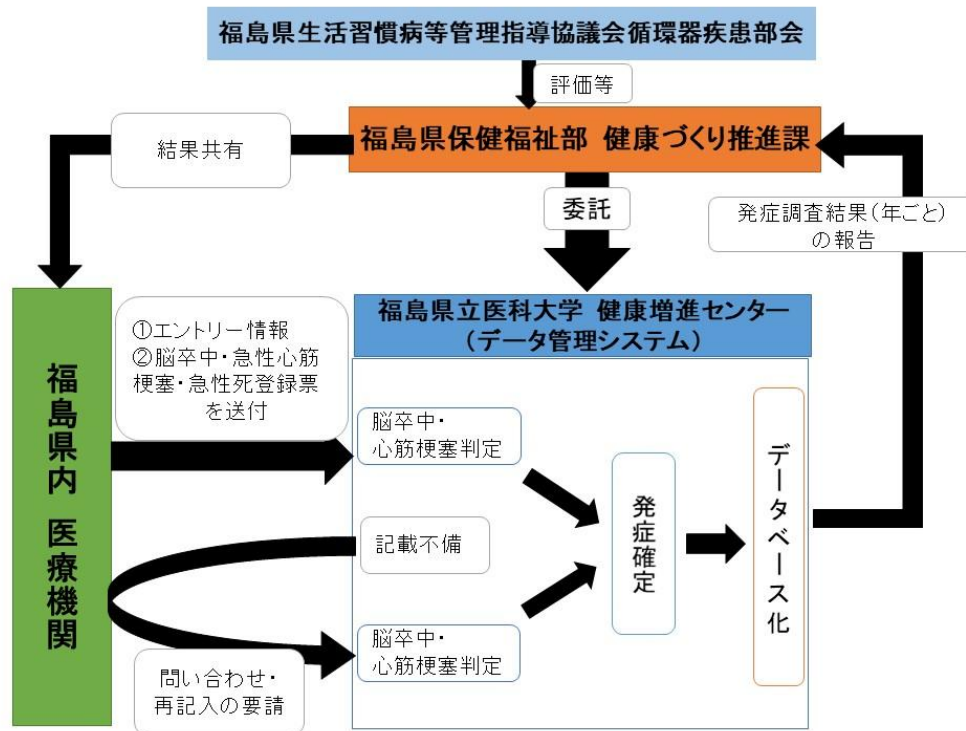 福島県生活習慣病等管理指導協議会循環器疾患部会
評価等
福島県保健福祉部 健康づくり推進課
結果共有
委託
発症調査結果(年ごと)
の報告
福島県立医科大学 健康増進センター
(データ管理システム)
①エントリー情報
②脳卒中・急性心筋
梗塞・急性死登録票
を送付
福島県内 医療機関
脳卒中・
心筋梗塞判定
記載不備
脳卒中・
心筋梗塞判定
発症確定
データベース化
問い合わせ・
再記入の要請